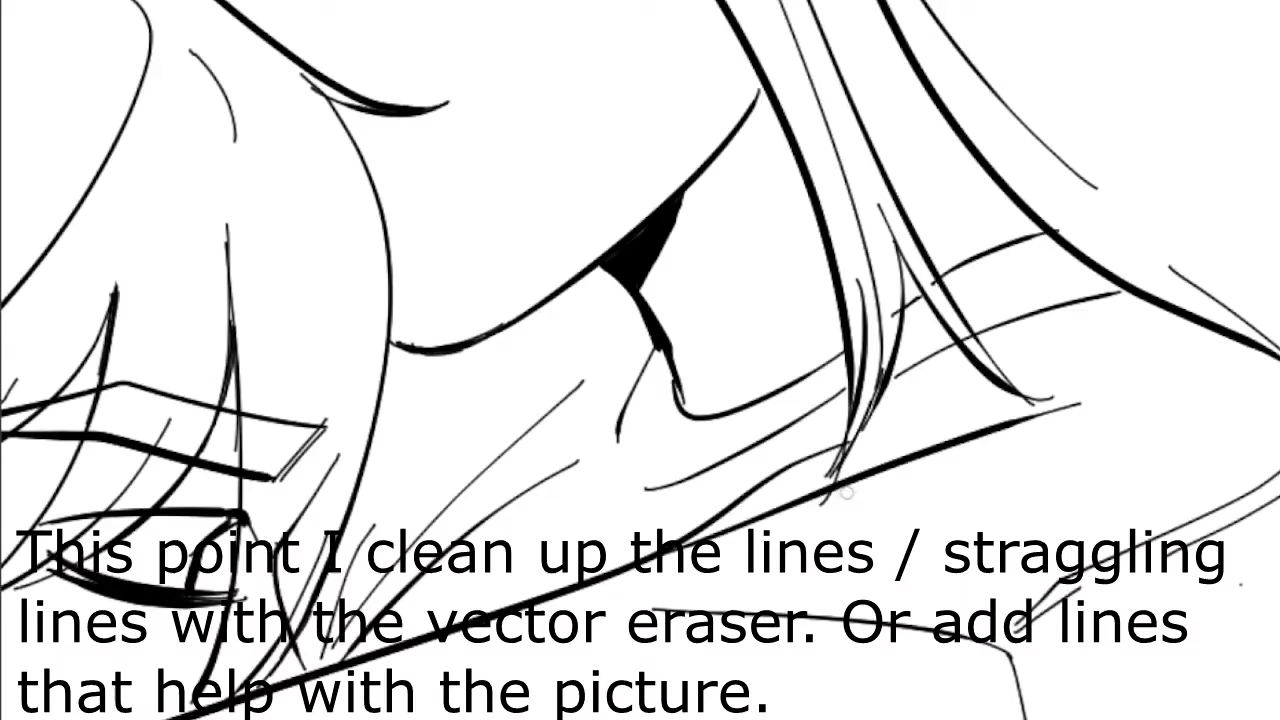 This point I clean up the lines / straggling
lines with the vector eraser. Or add lines
that help with the picture.